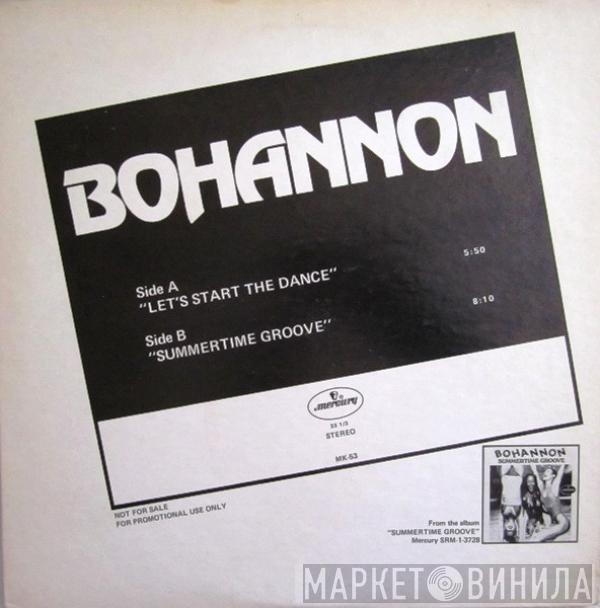 BOHANNON
Side A
"LET'S START THE DANCE" 5:50
Side B
"SUMMERTIME GROOVE" 8:10
mercury
33 1/3
STEREO
MK-53
NOT FOR SALE
FOR PROMOTIONAL USE ONLY
BOHANNON
SUMMERTIME GROOVE
From the album
"SUMMERTIME GROOVE"
Mercury SRM-1-3728
МАРКЕТ ВИНИЛА